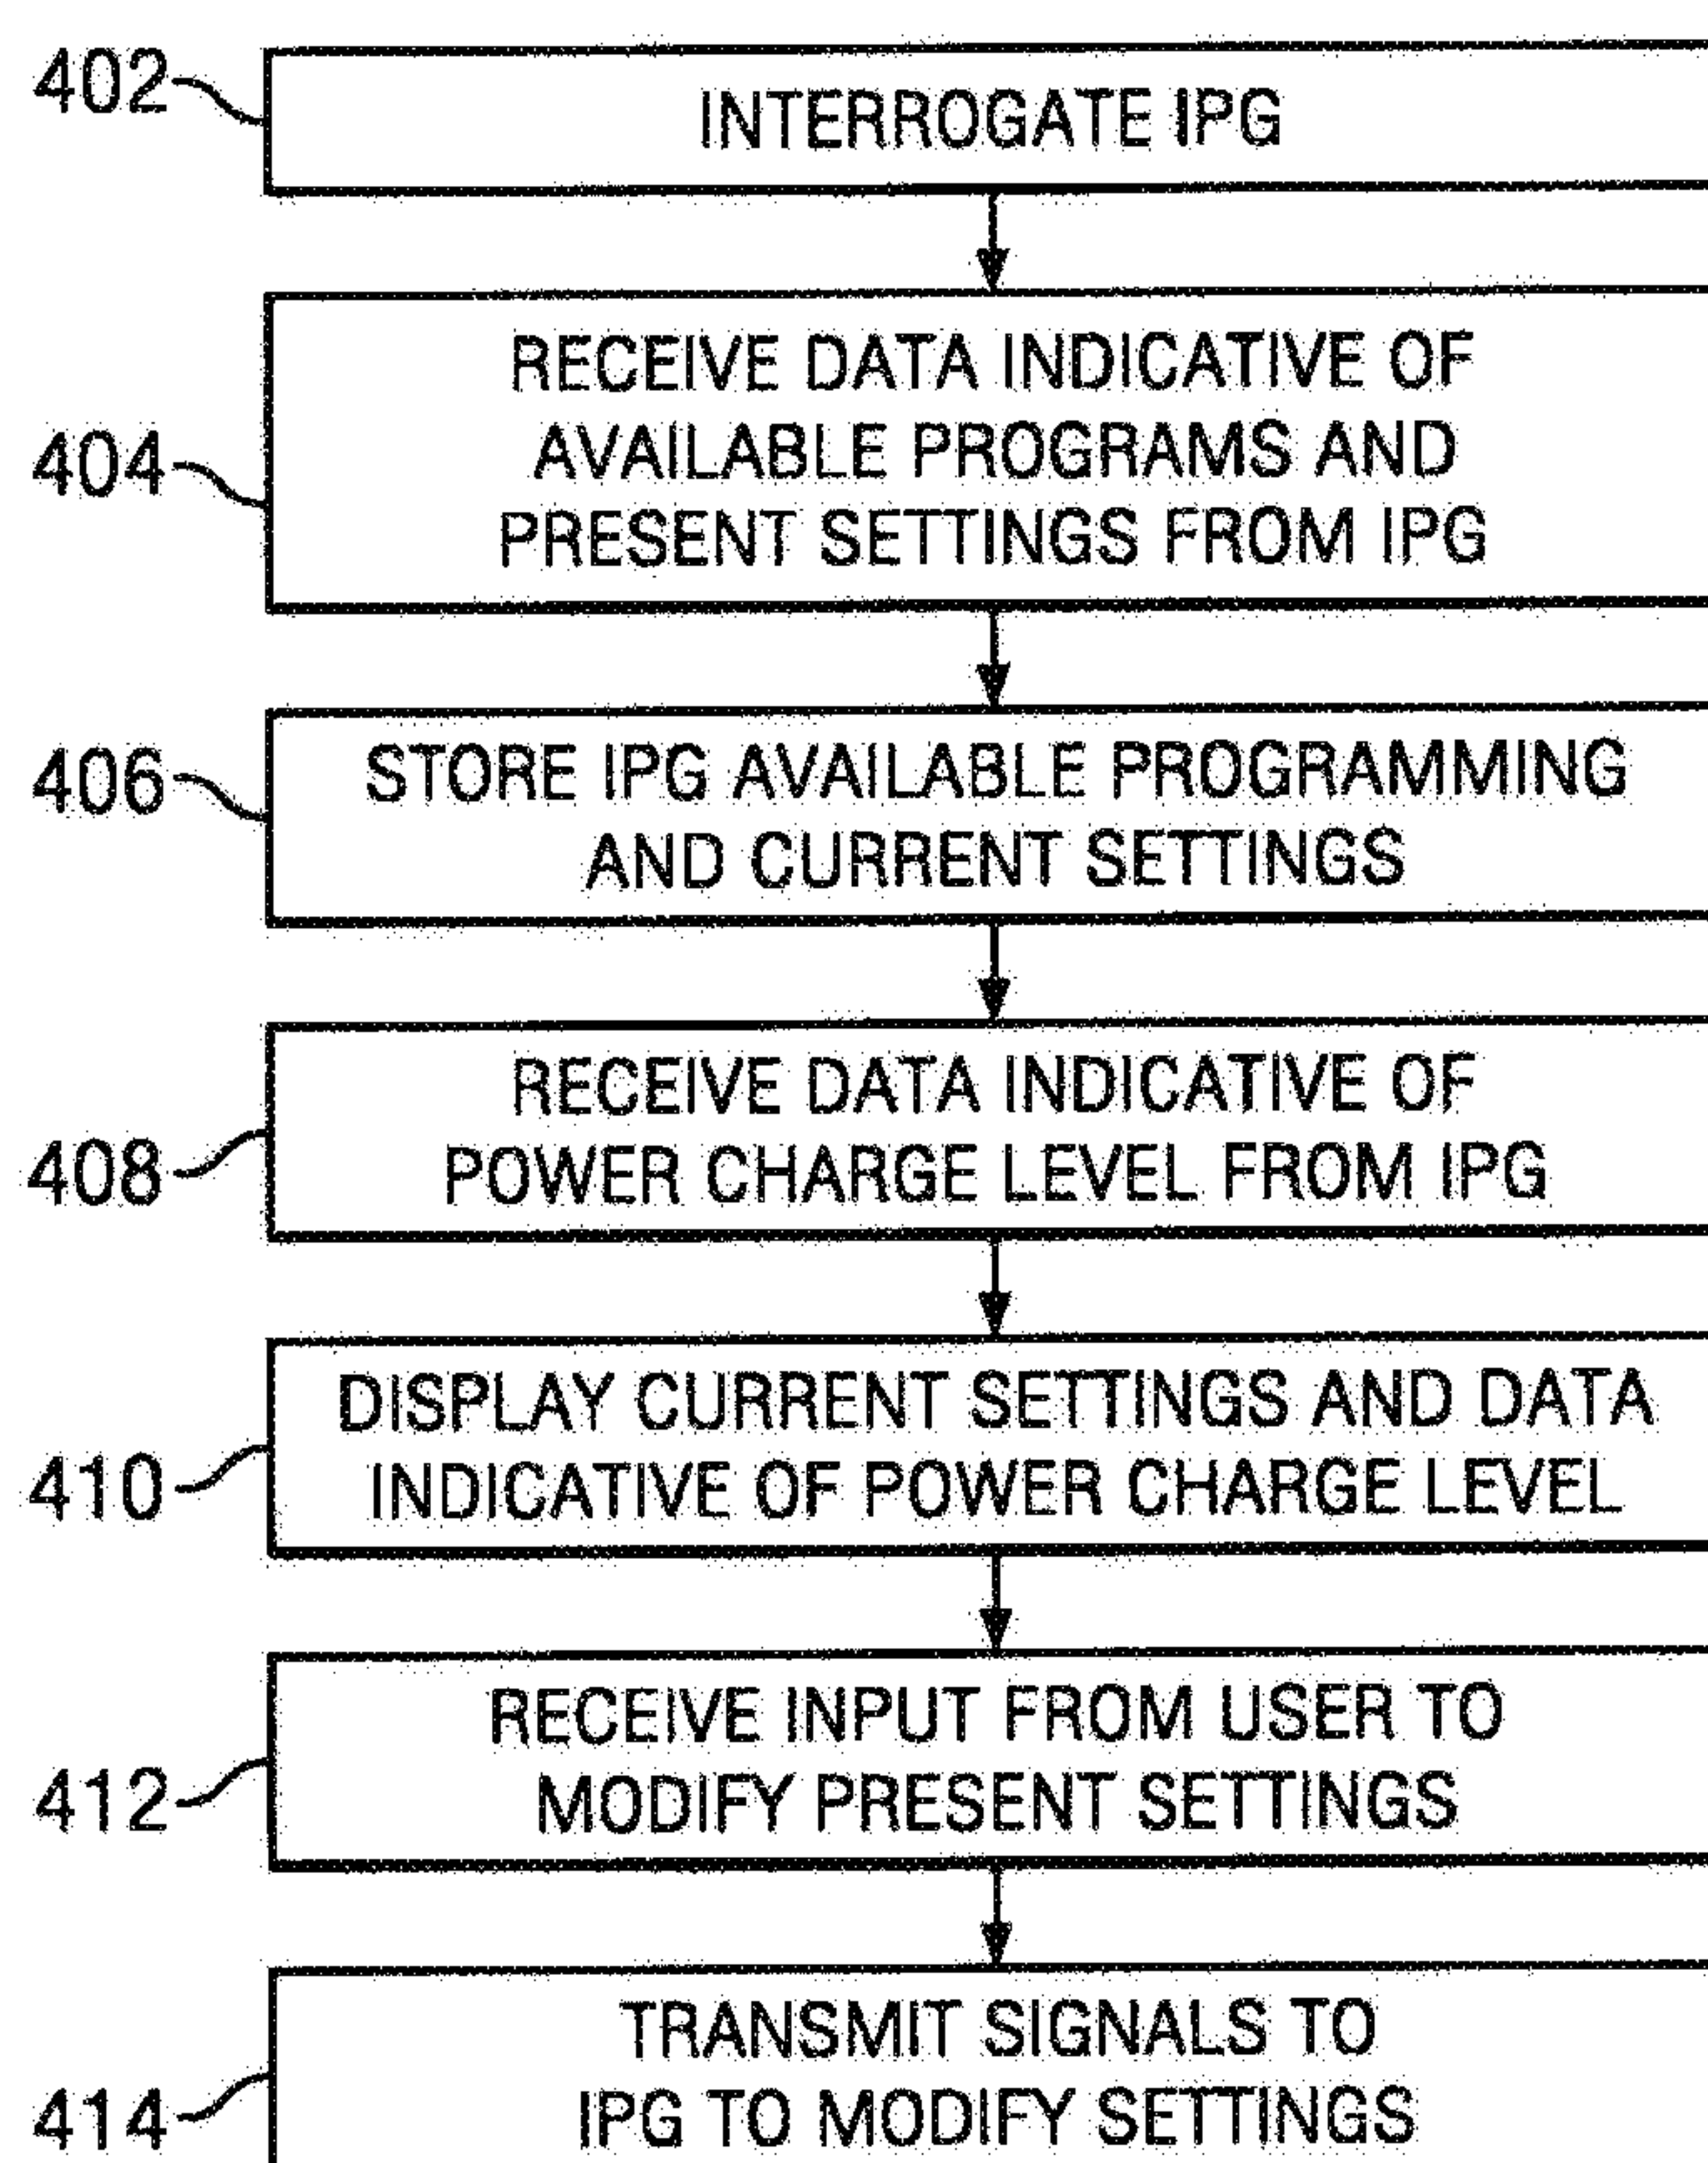 402
INTERROGATE IPG
404
RECEIVE DATA INDICATIVE OF
AVAILABLE PROGRAMS AND
PRESENT SETTINGS FROM IPG
406
STORE IPG AVAILABLE PROGRAMMING
AND CURRENT SETTINGS
408
RECEIVE DATA INDICATIVE OF
POWER CHARGE LEVEL FROM IPG
410
DISPLAY CURRENT SETTINGS AND DATA
INDICATIVE OF POWER CHARGE LEVEL
412
RECEIVE INPUT FROM USER TO
MODIFY PRESENT SETTINGS
414
TRANSMIT SIGNALS TO
IPG TO MODIFY SETTINGS